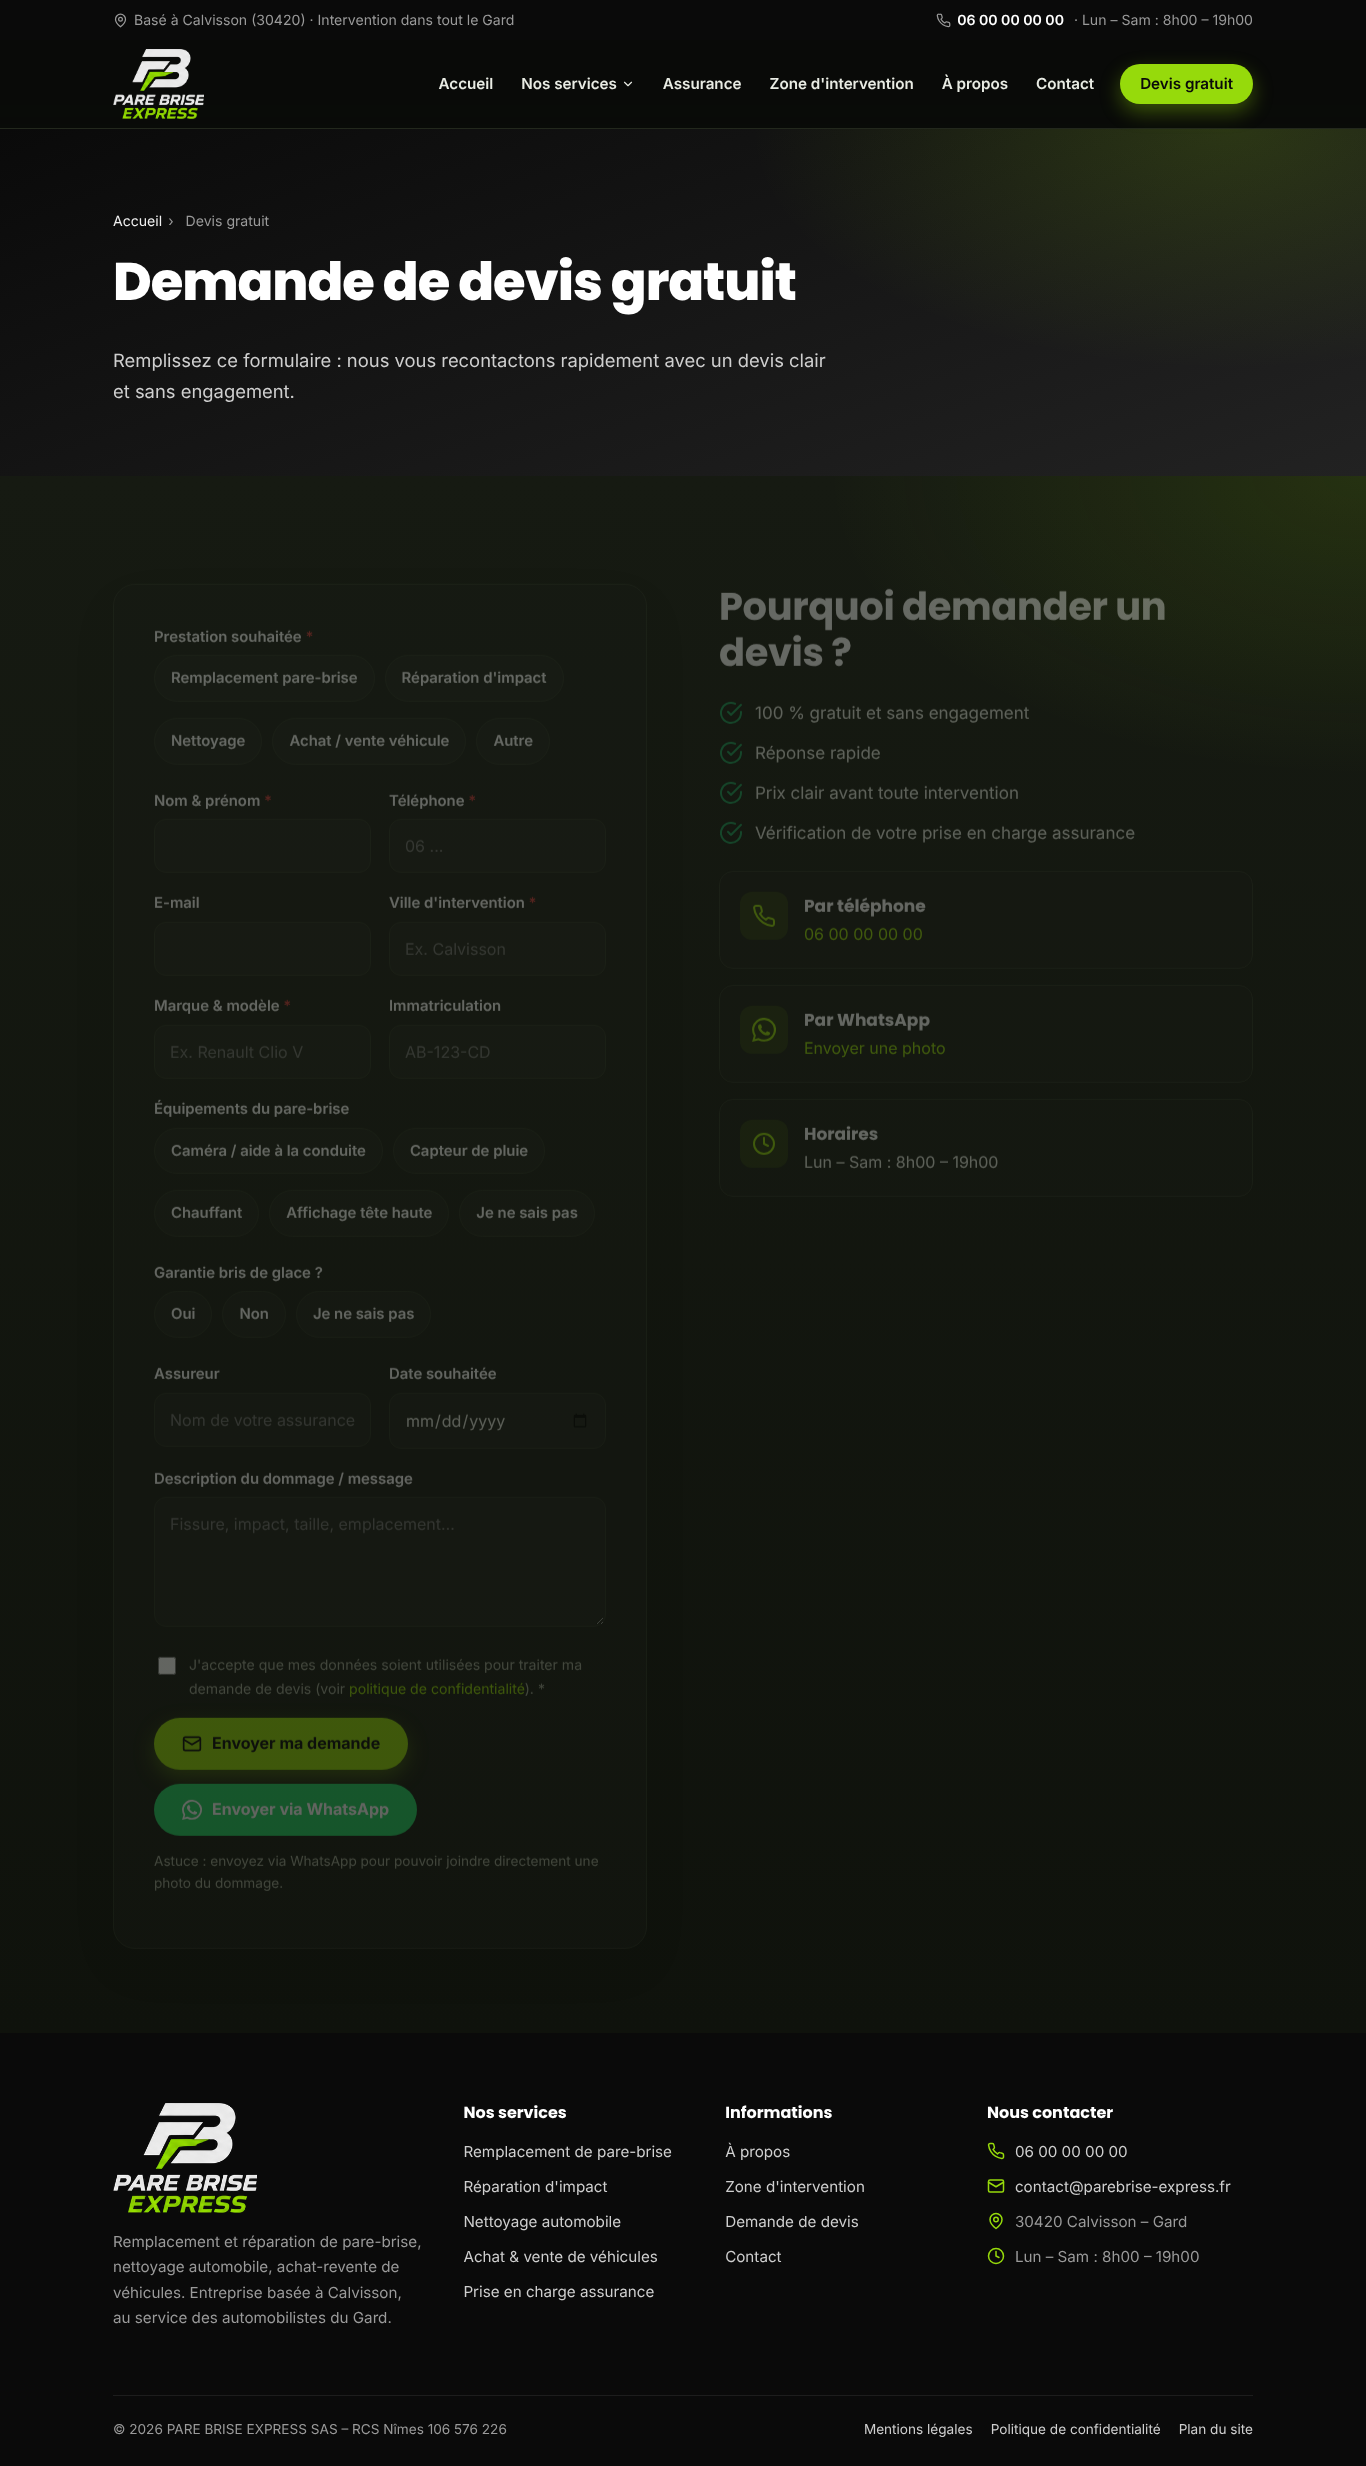 Basé à Calvisson (30420) · Intervention dans tout le Gard
06 00 00 00 00 · Lun – Sam : 8h00 – 19h00
PARE BRISE
EXPRESS
Accueil
Nos services
Assurance
Zone d'intervention
À propos
Contact
Devis gratuit
Accueil › Devis gratuit
Demande de devis gratuit
Remplissez ce formulaire : nous vous recontactons rapidement avec un devis clair
et sans engagement.
Prestation souhaitée *
Remplacement pare-brise
Réparation d'impact
Nettoyage
Achat / vente véhicule
Autre
Nom & prénom *
Téléphone *
06 ...
E-mail
Ville d'intervention *
Ex. Calvisson
Marque & modèle *
Immatriculation
Ex. Renault Clio V
AB-123-CD
Équipements du pare-brise
Caméra / aide à la conduite
Capteur de pluie
Chauffant
Affichage tête haute
Je ne sais pas
Garantie bris de glace ?
Oui
Non
Je ne sais pas
Assureur
Date souhaitée
Nom de votre assurance
mm/dd/yyyy
Description du dommage / message
Fissure, impact, taille, emplacement...
J'accepte que mes données soient utilisées pour traiter ma
demande de devis (voir politique de confidentialité). *
Envoyer ma demande
Envoyer via WhatsApp
Astuce : envoyez via WhatsApp pour pouvoir joindre directement une
photo du dommage.
Pourquoi demander un
devis ?
100 % gratuit et sans engagement
Réponse rapide
Prix clair avant toute intervention
Vérification de votre prise en charge assurance
Par téléphone
06 00 00 00 00
Par WhatsApp
Envoyer une photo
Horaires
Lun – Sam : 8h00 – 19h00
PARE BRISE
EXPRESS
Remplacement et réparation de pare-brise,
nettoyage automobile, achat-revente de
véhicules. Entreprise basée à Calvisson,
au service des automobilistes du Gard.
Nos services
Remplacement de pare-brise
Réparation d'impact
Nettoyage automobile
Achat & vente de véhicules
Prise en charge assurance
Informations
À propos
Zone d'intervention
Demande de devis
Contact
Nous contacter
06 00 00 00 00
contact@parebrise-express.fr
30420 Calvisson – Gard
Lun – Sam : 8h00 – 19h00
© 2026 PARE BRISE EXPRESS SAS – RCS Nîmes 106 576 226
Mentions légales
Politique de confidentialité
Plan du site